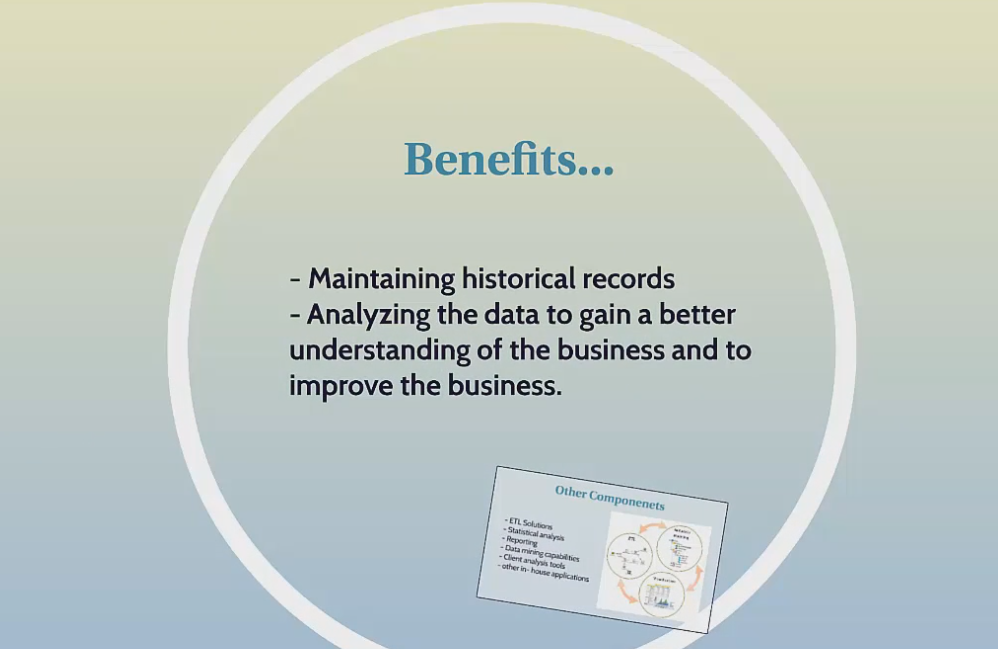 Benefits...
- Maintaining historical records
- Analyzing the data to gain a better
understanding of the business and to
improve the business.
Other Componenets
- ETL Solutions
- Statistical analysis
- Reporting
- Data mining capabilities
- Client analysis tools
- other in- house applications
ETL